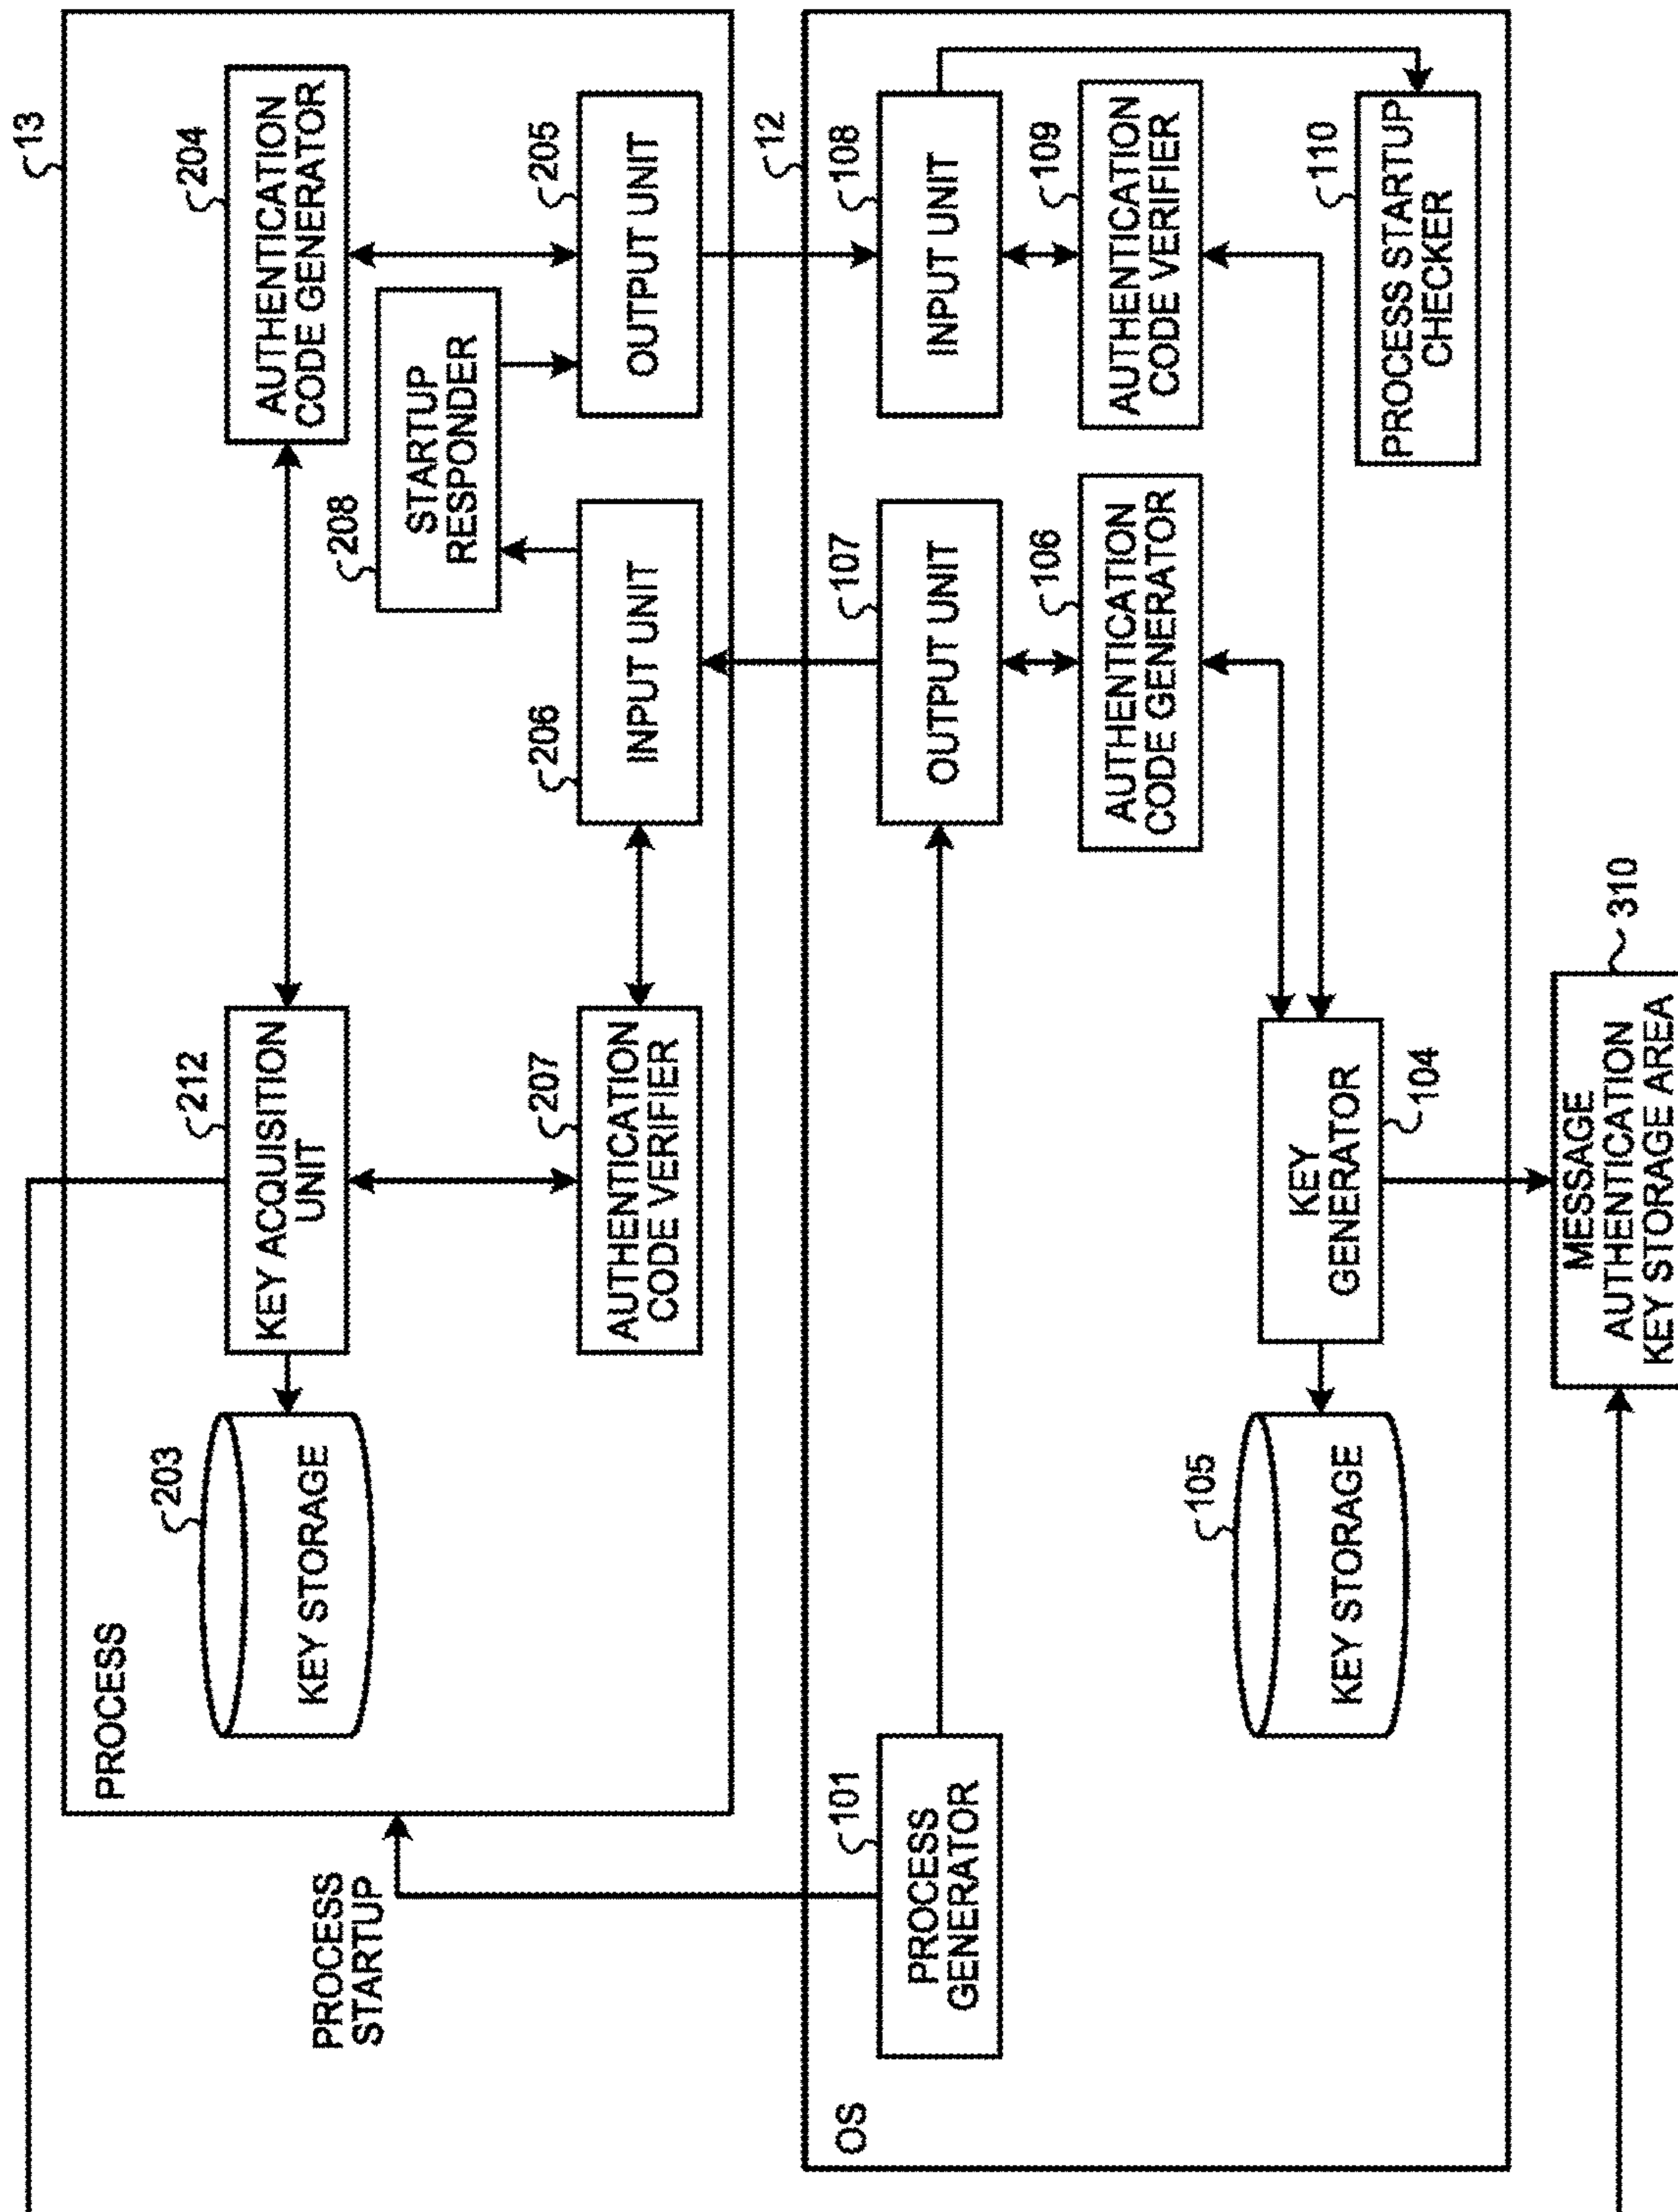 13
PROCESS
203
KEY STORAGE
212
KEY ACQUISITION
UNIT
204
AUTHENTICATION
CODE GENERATOR
208
STARTUP
RESPONDER
207
AUTHENTICATION
CODE VERIFIER
206
INPUT UNIT
205
OUTPUT UNIT
PROCESS
STARTUP
12
OS
101
PROCESS
GENERATOR
107
OUTPUT UNIT
108
INPUT UNIT
106
AUTHENTICATION
CODE GENERATOR
109
AUTHENTICATION
CODE VERIFIER
105
KEY STORAGE
KEY
GENERATOR
104
110
PROCESS STARTUP
CHECKER
MESSAGE
AUTHENTICATION
KEY STORAGE AREA
310